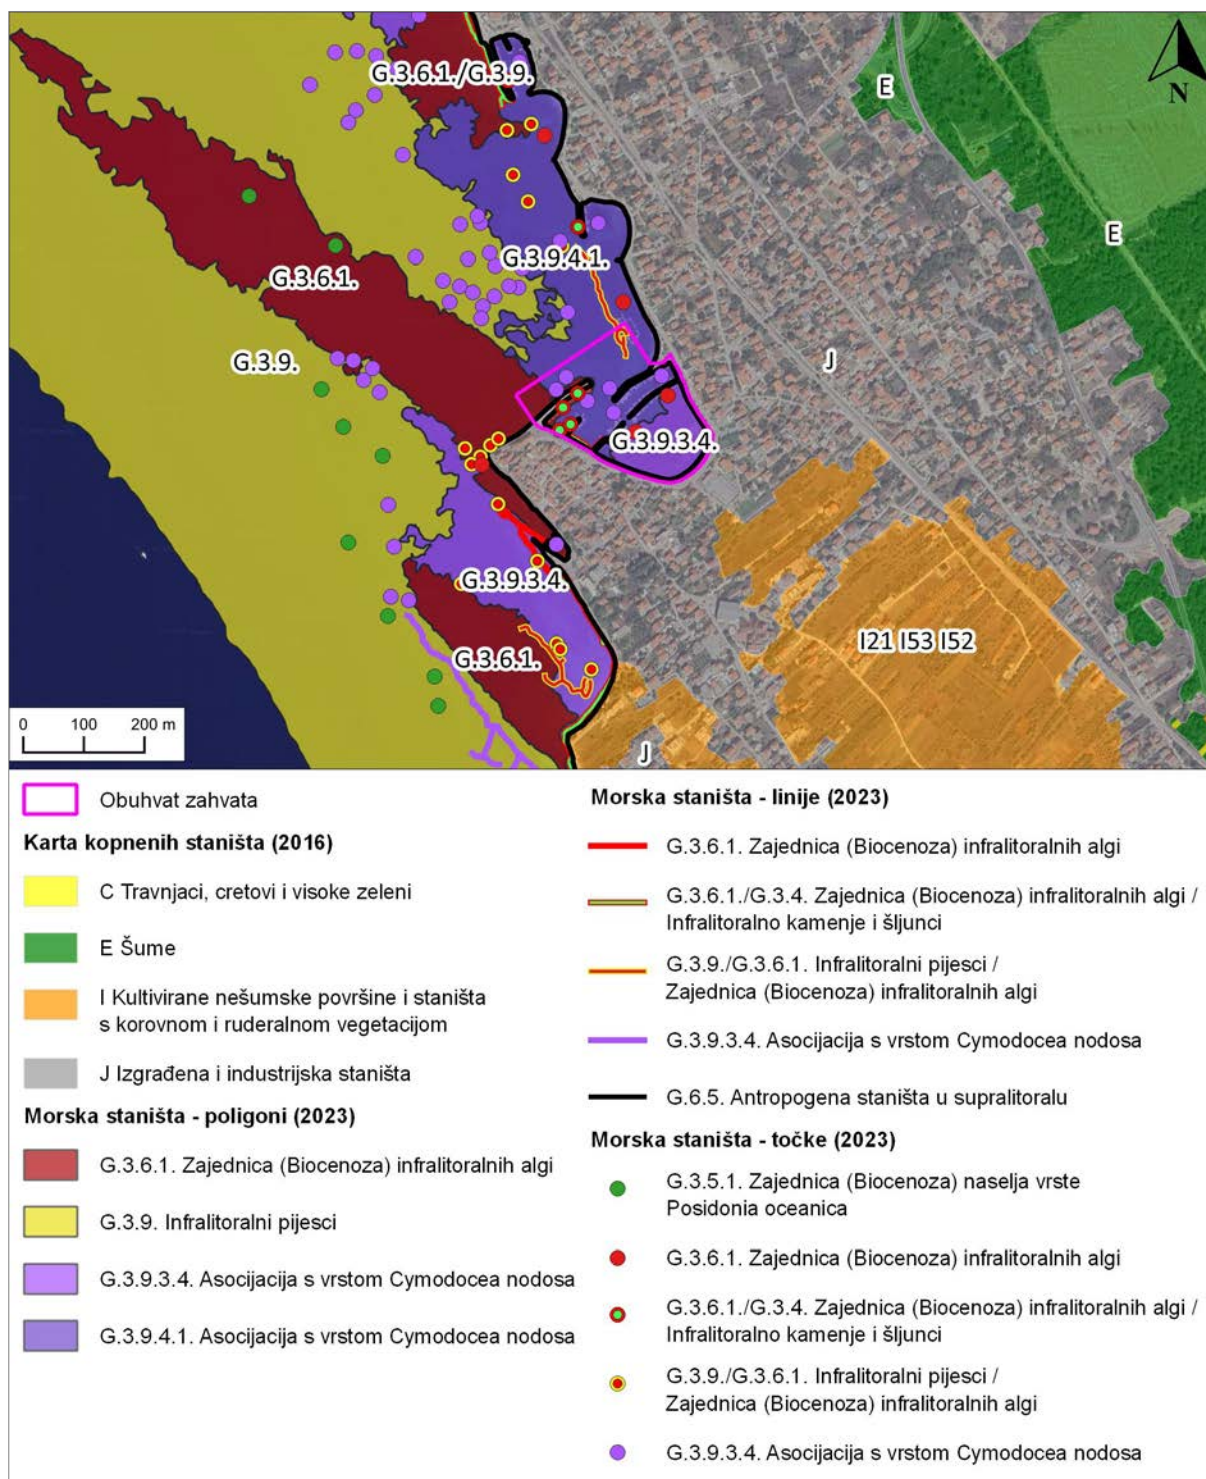 G.3.6.1./G.3.9.
E
N
E
G.3.9.4.1.
G.3.6.1.
G.3.9.
J
G.3.9.3.4.
G.3.9.3.4.
I21 I53 I52
G.3.6.1.
J
0 100 200 m
Obuhvat zahvata
Karta kopnenih staništa (2016)
C Travnjaci, cretovi i visoke zeleni
E Šume
I Kultivirane nešumske površine i staništa
s korovnom i ruderalnom vegetacijom
J Izgrađena i industrijska staništa
Morska staništa - poligoni (2023)
G.3.6.1. Zajednica (Biocenoza) infralitoralnih algi
G.3.9. Infralitoralni pijesci
G.3.9.3.4. Asocijacija s vrstom Cymodocea nodosa
G.3.9.4.1. Asocijacija s vrstom Cymodocea nodosa
Morska staništa - linije (2023)
G.3.6.1. Zajednica (Biocenoza) infralitoralnih algi
G.3.6.1./G.3.4. Zajednica (Biocenoza) infralitoralnih algi /
Infralitoralno kamenje i šljunci
G.3.9./G.3.6.1. Infralitoralni pijesci /
Zajednica (Biocenoza) infralitoralnih algi
G.3.9.3.4. Asocijacija s vrstom Cymodocea nodosa
G.6.5. Antropogena staništa u supralitoralu
Morska staništa - točke (2023)
G.3.5.1. Zajednica (Biocenoza) naselja vrste
Posidonia oceanica
G.3.6.1. Zajednica (Biocenoza) infralitoralnih algi
G.3.6.1./G.3.4. Zajednica (Biocenoza) infralitoralnih algi /
Infralitoralno kamenje i šljunci
G.3.9./G.3.6.1. Infralitoralni pijesci /
Zajednica (Biocenoza) infralitoralnih algi
G.3.9.3.4. Asocijacija s vrstom Cymodocea nodosa